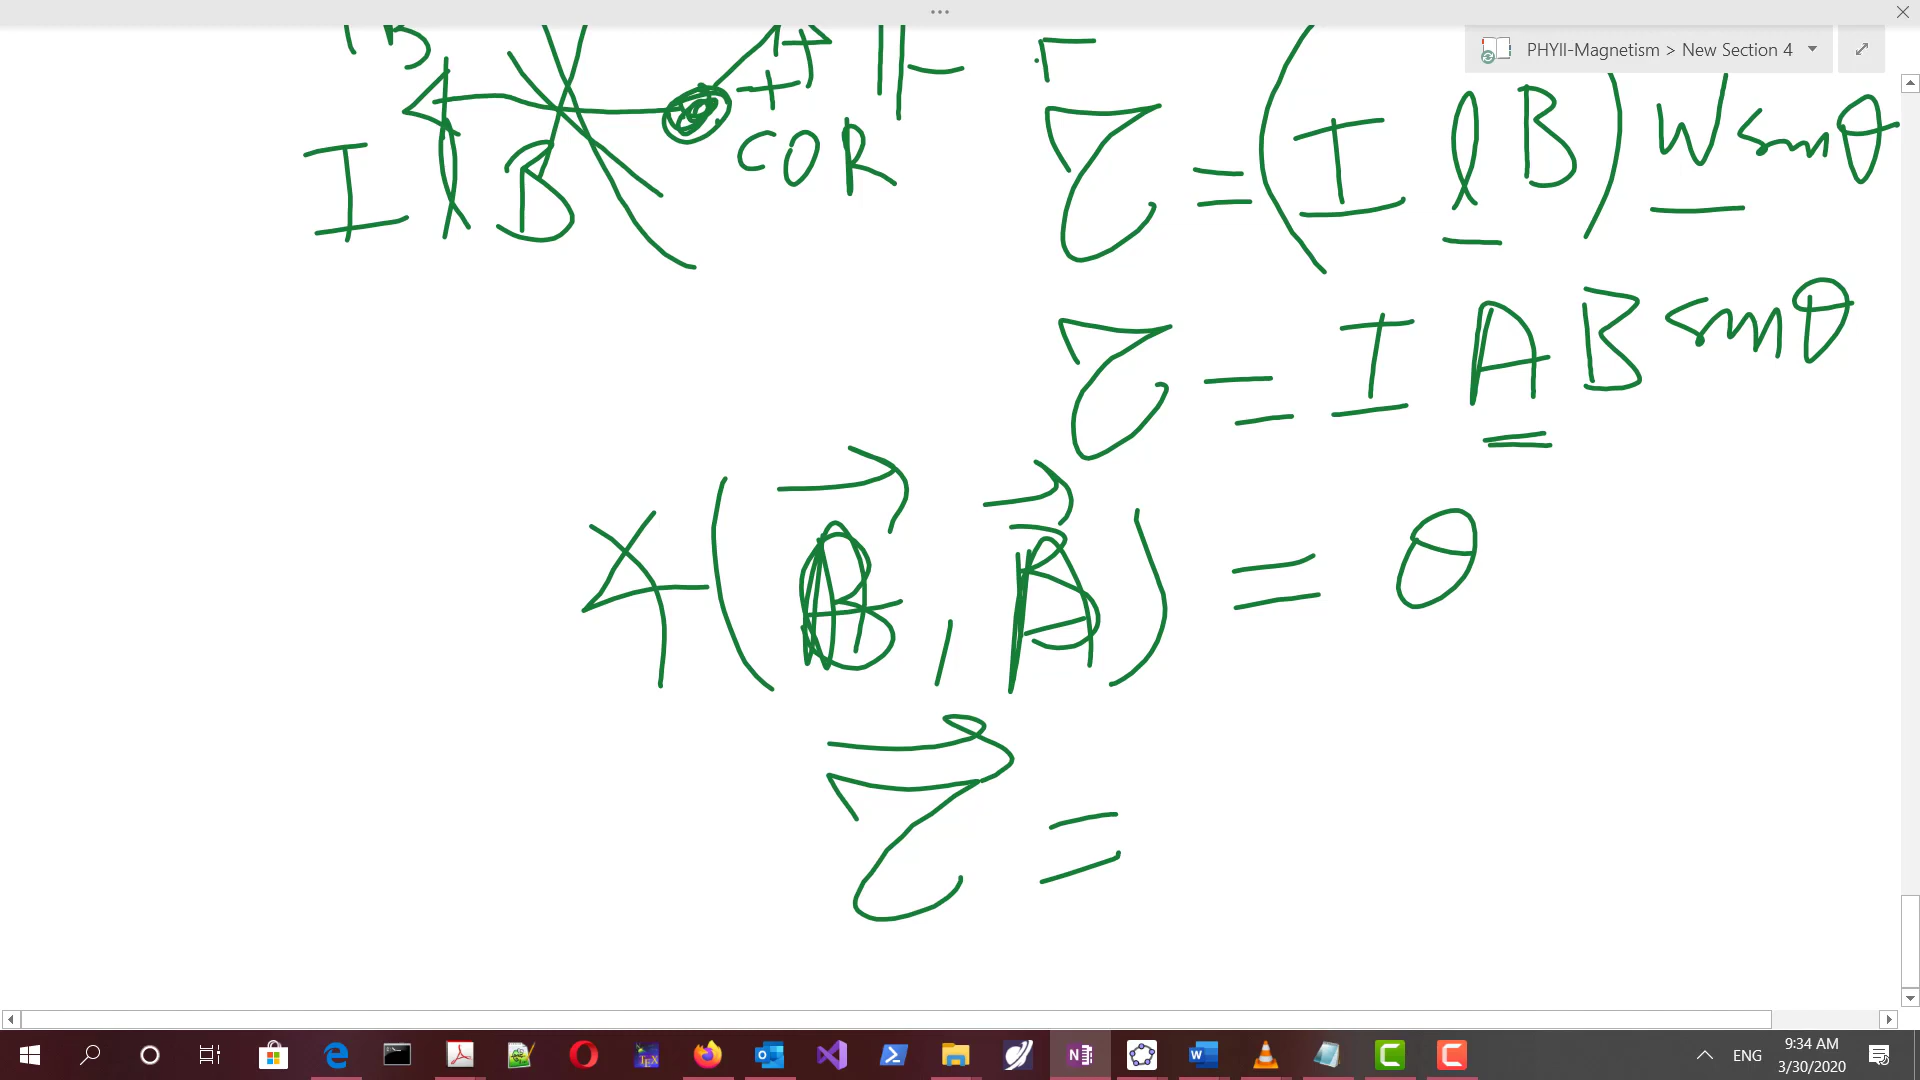 PHYII-Magnetism > New Section 4
I l B
COR
τ = (I l B) W sin θ
τ = I A B sin θ
∡( , ) = θ
τ =
ENG
9:34 AM
3/30/2020